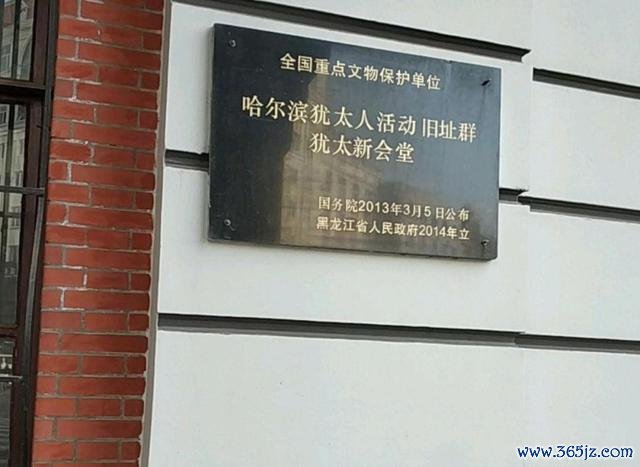 全国重点文物保护单位
哈尔滨犹太人活动旧址群
犹太新会堂
国务院2013年3月5日公布
黑龙江省人民政府2014年立
www.365jz.com